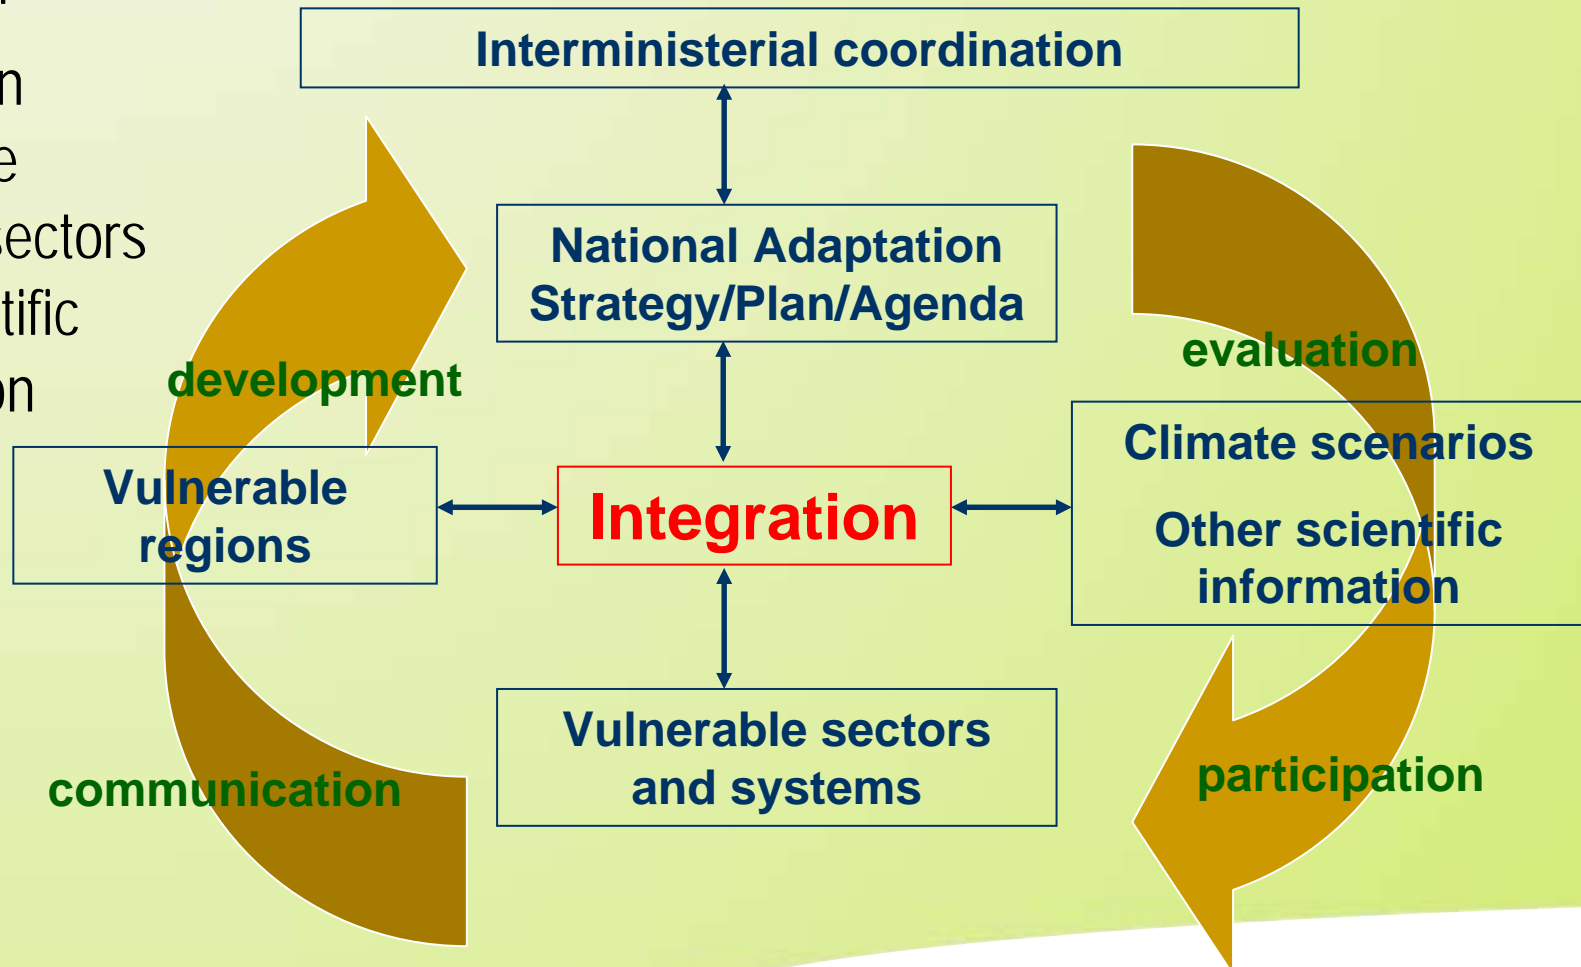 Interministerial coordination
sectors
National Adaptation
Strategy/Plan/Agenda
development
evaluation
Vulnerable
regions
Integration
Climate scenarios
Other scientific
information
Vulnerable sectors
and systems
communication
participation